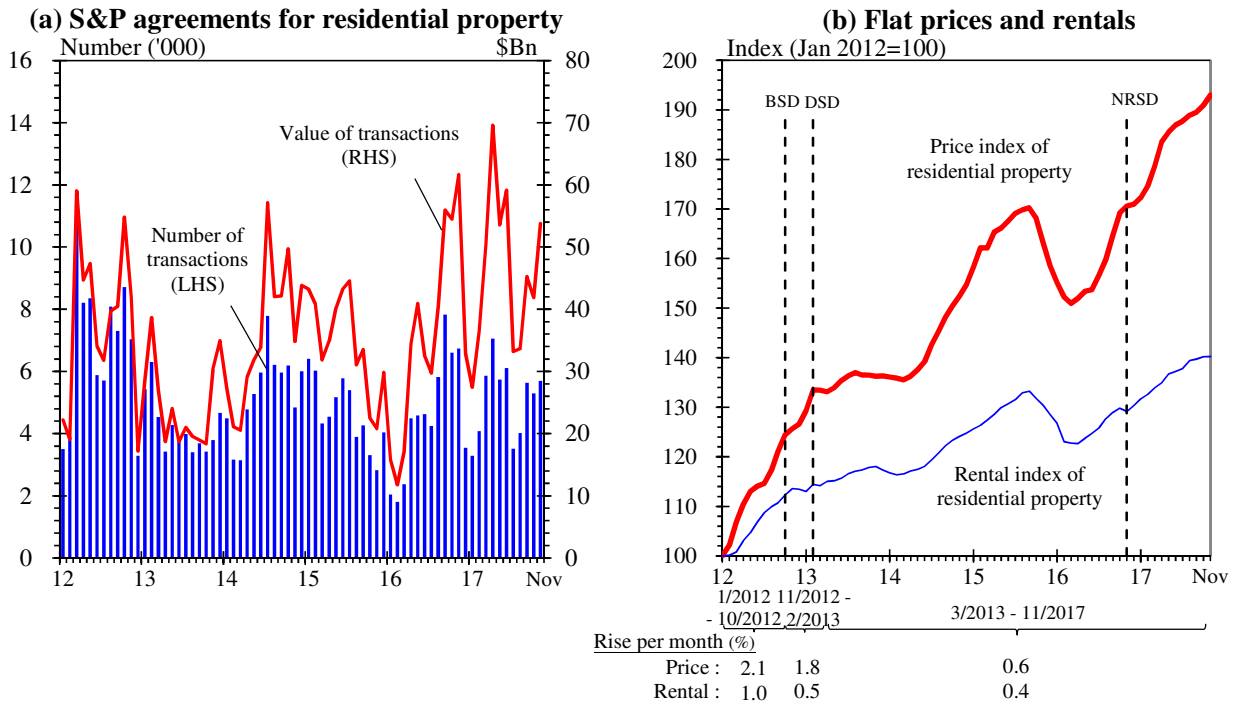 (a) S&P agreements for residential property
Number ('000)
$Bn
16
14
12
10
8
6
4
2
0
80
70
60
50
40
30
20
10
0
Value of transactions
(RHS)
Number of
transactions
(LHS)
12 13 14 15 16 17 Nov
(b) Flat prices and rentals
Index (Jan 2012=100)
200
190
180
170
160
150
140
130
120
110
100
BSD DSD
NRSD
Price index of
residential property
Rental index of
residential property
12 13 14 15 16 17 Nov
1/2012
- 10/2012
11/2012 -
2/2013
3/2013 - 11/2017
Rise per month (%)
Price : 2.1 1.8 0.6
Rental : 1.0 0.5 0.4